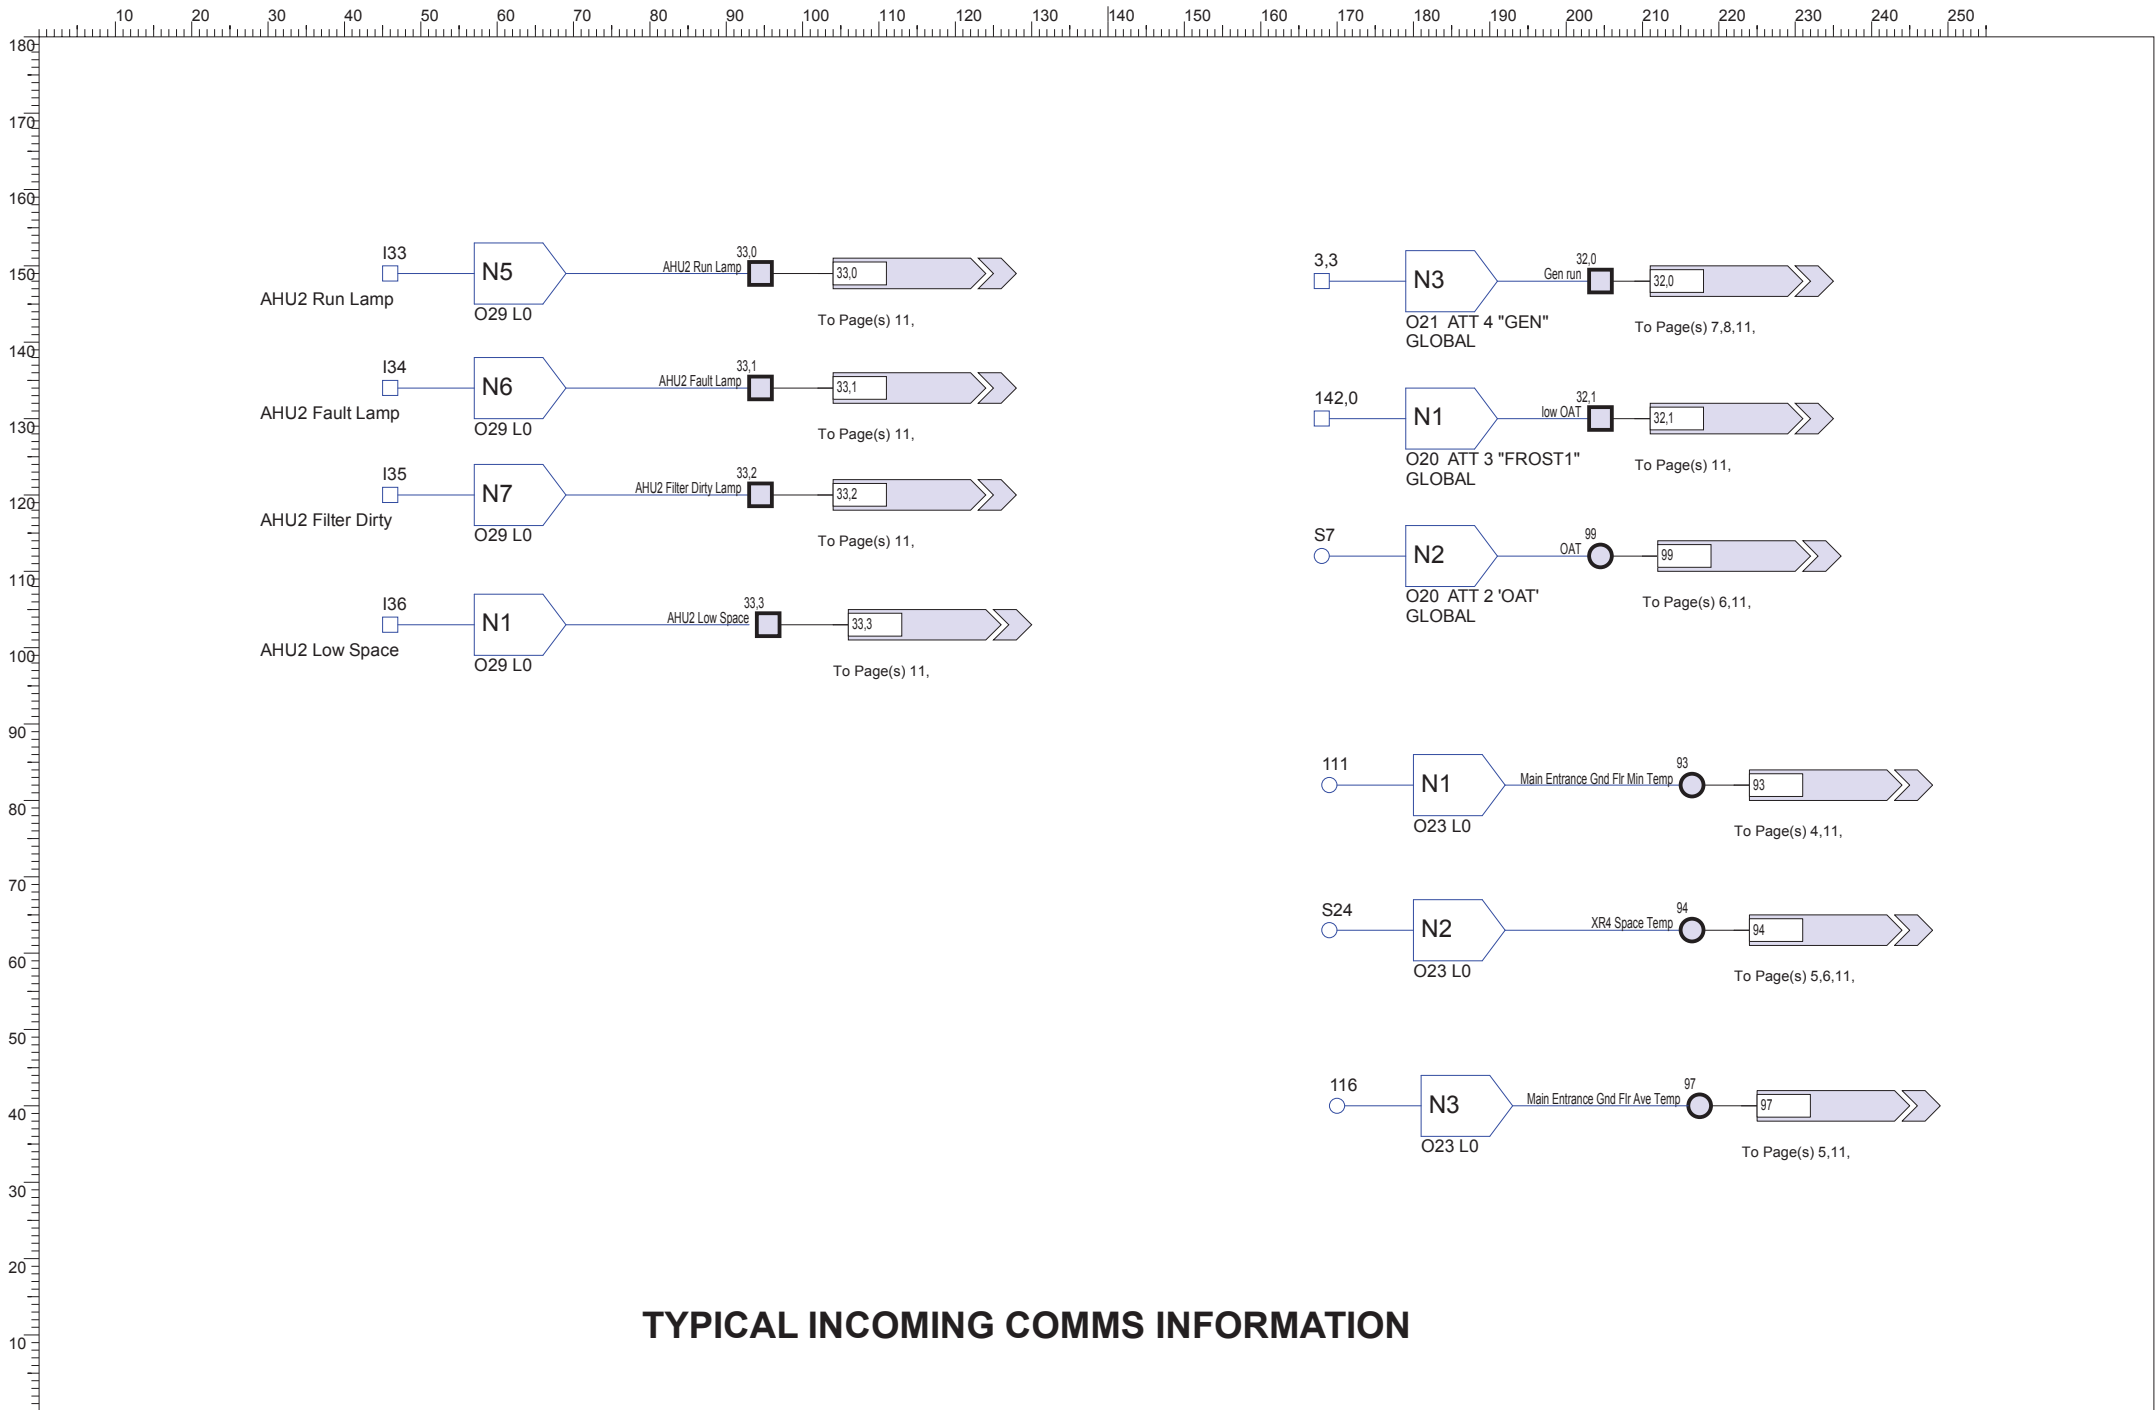 10 20 30 40 50 60 70 80 90 100 110 120 130 140 150 160 170 180 190 200 210 220 230 240 250
180
170
160
150
140
130
120
110
100
90
80
70
60
50
40
30
20
10
I33
AHU2 Run Lamp
N5
O29 L0
AHU2 Run Lamp
33,0
33,0
To Page(s) 11,
I34
AHU2 Fault Lamp
N6
O29 L0
AHU2 Fault Lamp
33,1
33,1
To Page(s) 11,
I35
AHU2 Filter Dirty
N7
O29 L0
AHU2 Filter Dirty Lamp
33,2
33,2
To Page(s) 11,
I36
AHU2 Low Space
N1
O29 L0
AHU2 Low Space
33,3
33,3
To Page(s) 11,
3,3
N3
O21 ATT 4 "GEN"
GLOBAL
Gen run
32,0
32,0
To Page(s) 7,8,11,
142,0
N1
O20 ATT 3 "FROST1"
GLOBAL
low OAT
32,1
32,1
To Page(s) 11,
S7
N2
O20 ATT 2 'OAT'
GLOBAL
OAT
99
99
To Page(s) 6,11,
111
N1
O23 L0
Main Entrance Gnd Flr Min Temp
93
93
To Page(s) 4,11,
S24
N2
O23 L0
XR4 Space Temp
94
94
To Page(s) 5,6,11,
116
N3
O23 L0
Main Entrance Gnd Flr Ave Temp
97
97
To Page(s) 5,11,
TYPICAL INCOMING COMMS INFORMATION